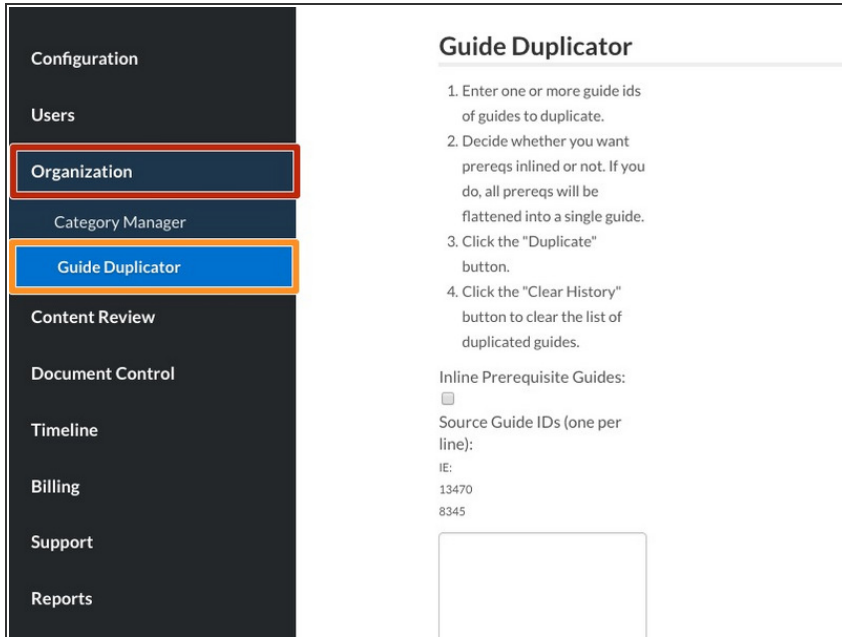 Configuration
Users
Organization
Category Manager
Guide Duplicator
Content Review
Document Control
Timeline
Billing
Support
Reports
Guide Duplicator
1. Enter one or more guide ids
of guides to duplicate.
2. Decide whether you want
prereqs inlined or not. If you
do, all prereqs will be
flattened into a single guide.
3. Click the "Duplicate"
button.
4. Click the "Clear History"
button to clear the list of
duplicated guides.
Inline Prerequisite Guides:
Source Guide IDs (one per
line):
IE:
13470
8345